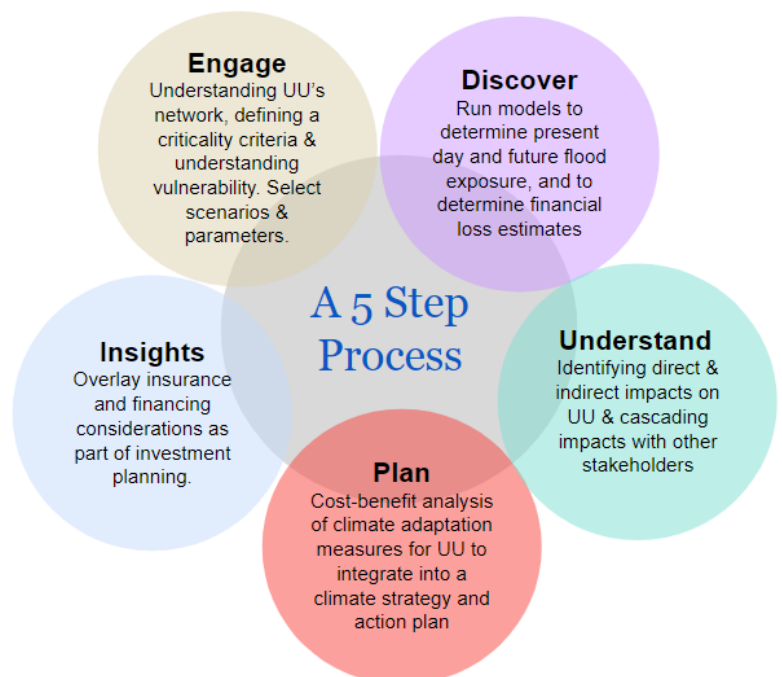 Engage
Understanding UU's
network, defining a
criticality criteria &
understanding
vulnerability. Select
scenarios &
parameters.
Discover
Run models to
determine present
day and future flood
exposure, and to
determine financial
loss estimates
A 5 Step
Process
Understand
Identifying direct &
indirect impacts on
UU & cascading
impacts with other
stakeholders
Plan
Cost-benefit analysis
of climate adaptation
measures for UU to
integrate into a
climate strategy and
action plan
Insights
Overlay insurance
and financing
considerations as
part of investment
planning.